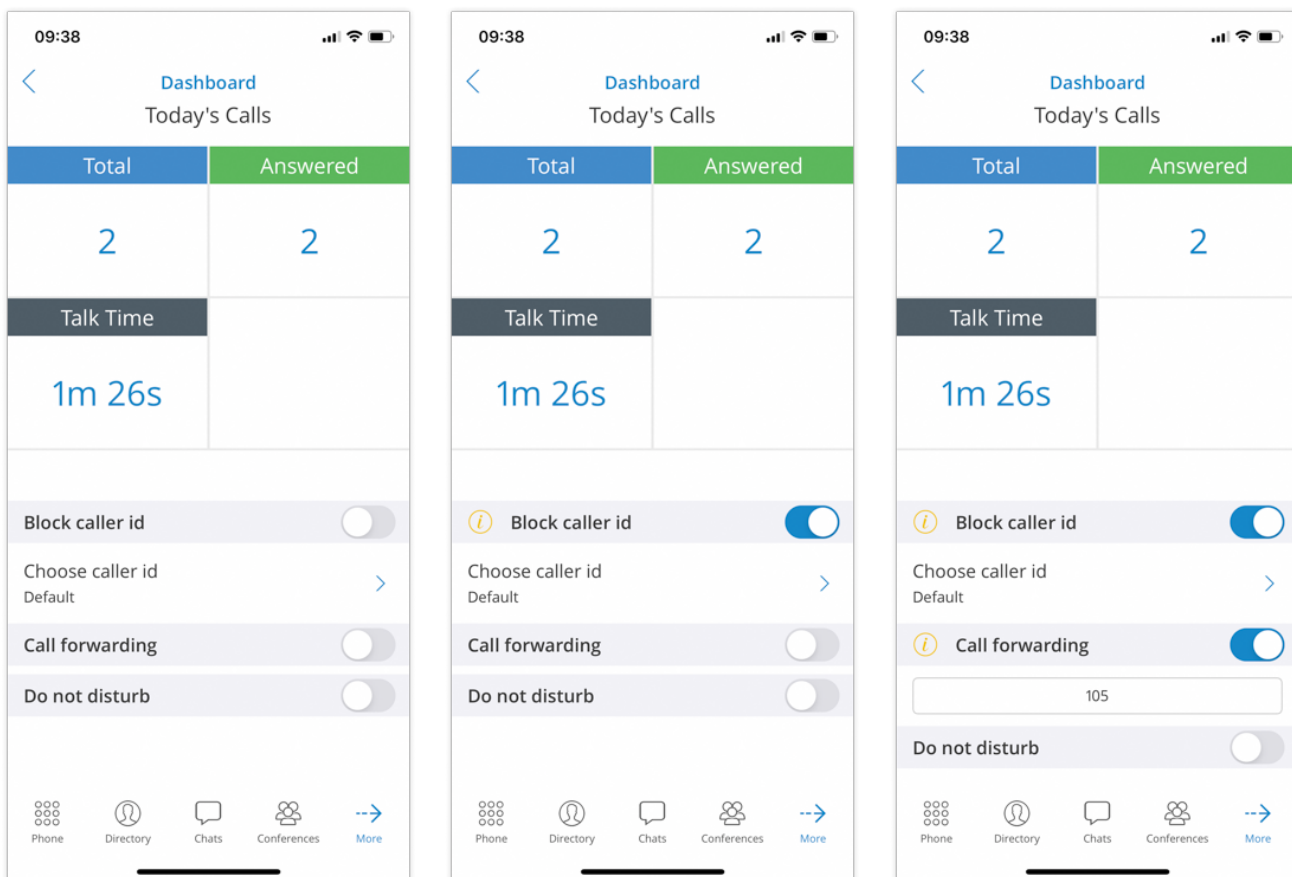 09:38
Dashboard
Today's Calls
Total Answered
2 2
Talk Time
1m 26s
Block caller id
Choose caller id
Default
Call forwarding
Do not disturb
Phone Directory Chats Conferences More
09:38
Dashboard
Today's Calls
Total Answered
2 2
Talk Time
1m 26s
i Block caller id
Choose caller id
Default
Call forwarding
Do not disturb
Phone Directory Chats Conferences More
09:38
Dashboard
Today's Calls
Total Answered
2 2
Talk Time
1m 26s
i Block caller id
Choose caller id
Default
i Call forwarding
105
Do not disturb
Phone Directory Chats Conferences More